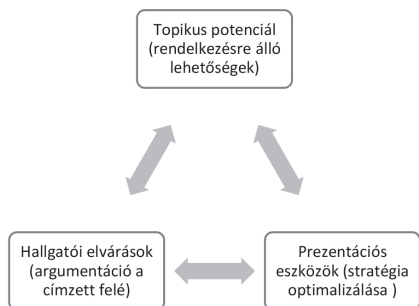 Topikus potenciál
(rendelkezésre álló
lehetőségek)
Hallgatói elvárások
(argumentáció a
címzett felé)
Prezentációs
eszközök (stratégia
optimalizálása )